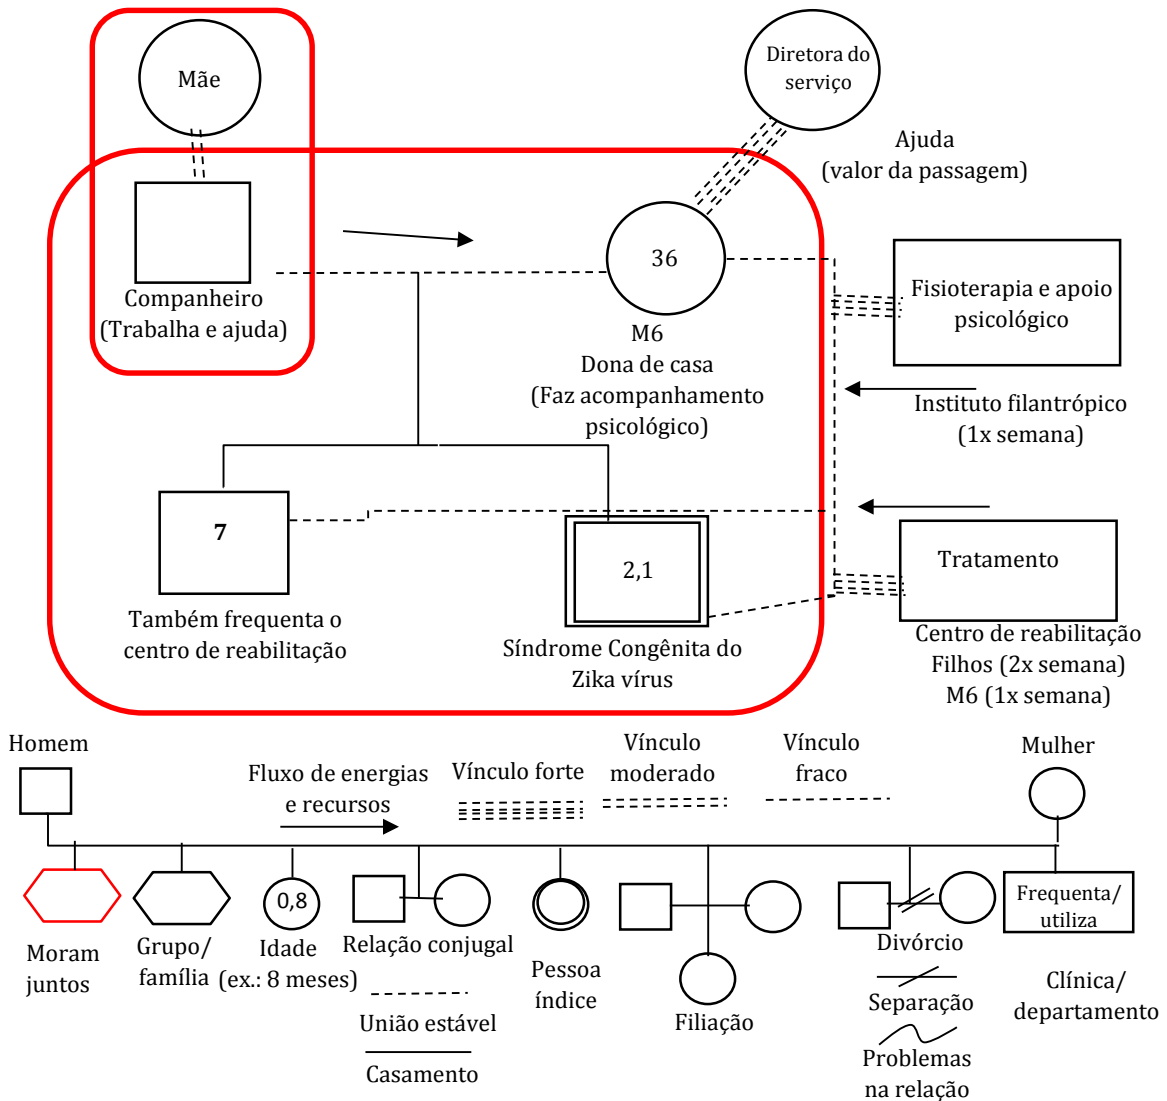 Mãe
Diretora do
serviço
Ajuda
(valor da passagem)
36
Companheiro
(Trabalha e ajuda)
M6
Dona de casa
(Faz acompanhamento
psicológico)
Fisioterapia e apoio
psicológico
Instituto filantrópico
(1x semana)
7
Também frequenta o
centro de reabilitação
2,1
Síndrome Congênita do
Zika vírus
Tratamento
Centro de reabilitação
Filhos (2x semana)
M6 (1x semana)
Homem
Fluxo de energias
e recursos
Vínculo forte
Vínculo
moderado
Vínculo
fraco
Mulher
Moram
juntos
Grupo/
família
0,8
Idade
(ex.: 8 meses)
Relação conjugal
União estável
Casamento
Pessoa
índice
Filiação
Divórcio
Separação
Problemas
na relação
Frequenta/
utiliza
Clínica/
departamento